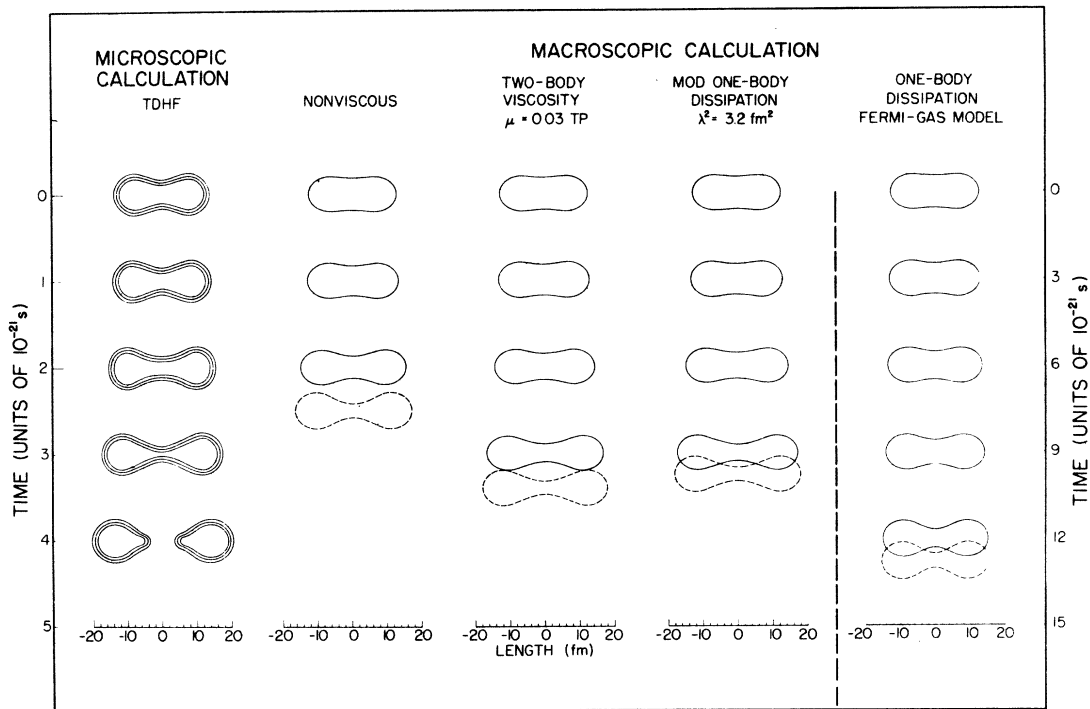 MICROSCOPIC
CALCULATION
TDHF
MACROSCOPIC CALCULATION
NONVISCOUS
TWO-BODY
VISCOSITY
μ = 0.03 TP
MOD ONE-BODY
DISSIPATION
λ² = 3.2 fm²
ONE-BODY
DISSIPATION
FERMI-GAS MODEL
TIME (UNITS OF 10⁻²¹ s)
0
1
2
3
4
5
TIME (UNITS OF 10⁻²¹ s)
0
3
6
9
12
15
-20 -10 0 10 20
-20 -10 0 10 20
-20 -10 0 10 20
-20 -10 0 10 20
-20 -10 0 10 20
LENGTH (fm)